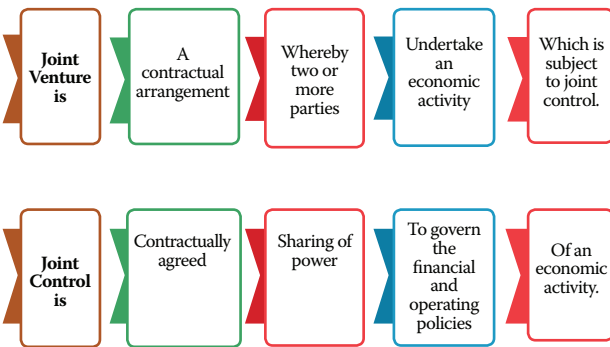 Joint
Venture
is
A
contractual
arrangement
Whereby
two or
more
parties
Undertake
an
economic
activity
Which is
subject
to joint
control.
Joint
Control
is
Contractually
agreed
Sharing of
power
To govern
the
financial
and
operating
policies
Of an
economic
activity.